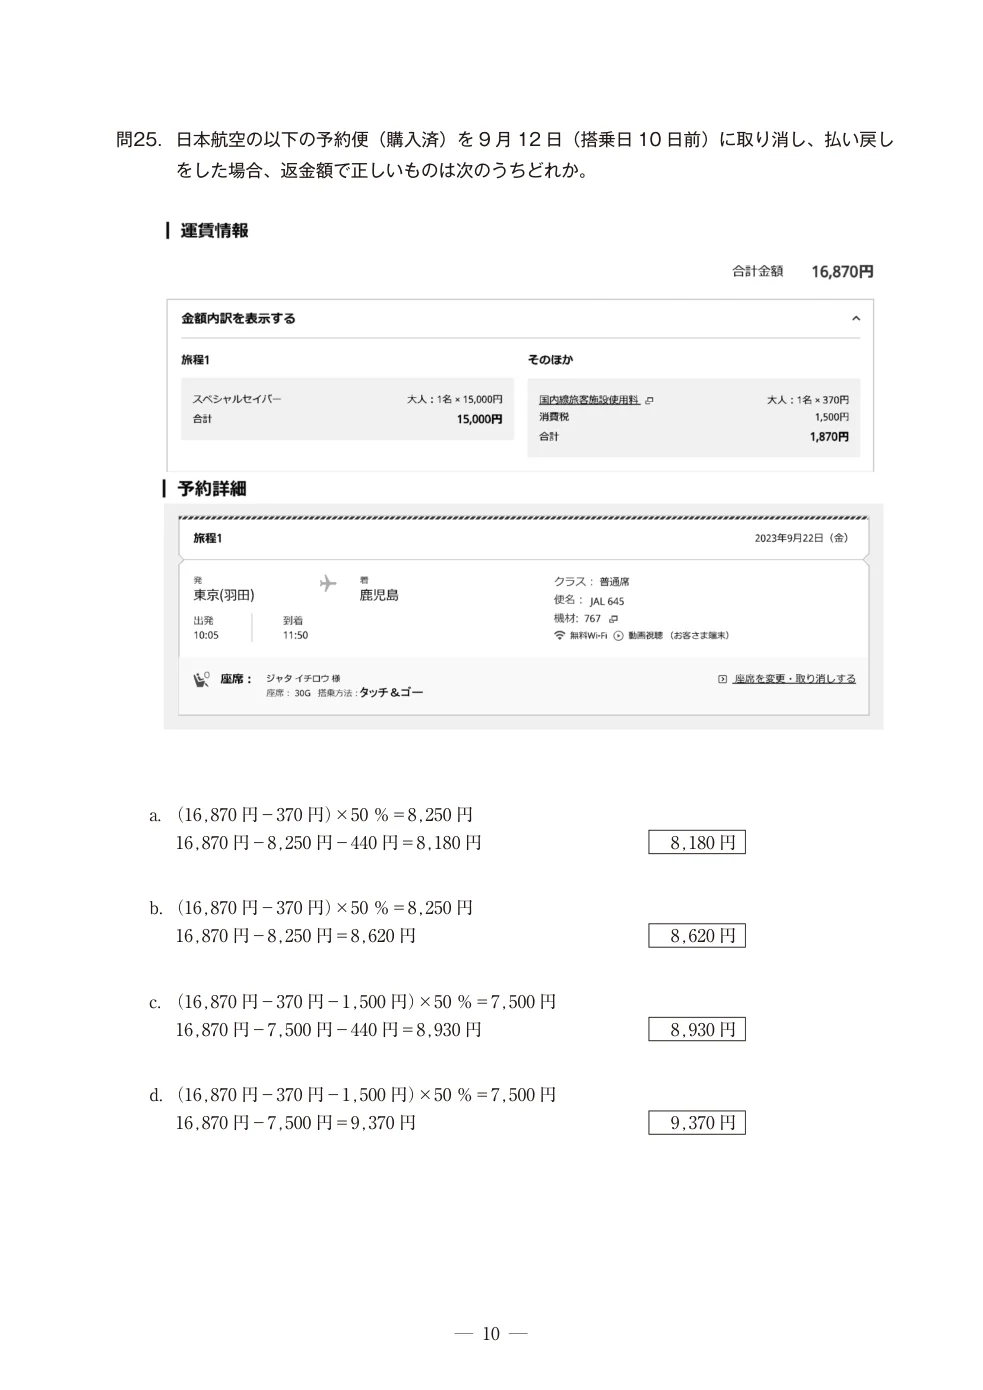 問25. 日本航空の以下の予約便（購入済）を9月12日（搭乗日10日前）に取り消し、払い戻し
をした場合、返金額で正しいものは次のうちどれか。
運賃情報
合計金額 16,870円
金額内訳を表示する
旅程1 そのほか
スペシャルセイバー 大人：1名 × 15,000円
合計 15,000円
国内線旅客施設使用料 大人：1名 × 370円
消費税 1,500円
合計 1,870円
予約詳細
旅程1 2023年9月22日（金）
発 着
東京(羽田) 鹿児島
出発 到着
10:05 11:50
クラス： 普通席
便名： JAL 645
機材: 767
無料Wi-Fi 動画視聴 （お客さま端末）
座席： ジャタ イチロウ 様
座席： 30G 搭乗方法：タッチ＆ゴー
座席を変更・取り消しする
a. （16,870円－370円）×50 %＝8,250円
16,870円－8,250円－440円＝8,180円 8,180円
b. （16,870円－370円）×50 %＝8,250円
16,870円－8,250円＝8,620円 8,620円
c. （16,870円－370円－1,500円）×50 %＝7,500円
16,870円－7,500円－440円＝8,930円 8,930円
d. （16,870円－370円－1,500円）×50 %＝7,500円
16,870円－7,500円＝9,370円 9,370円
— 10 —